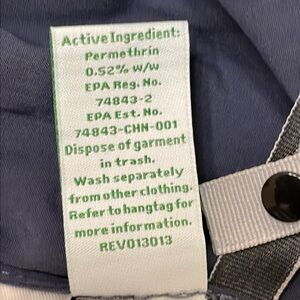 Active Ingredient:
Permethrin
0.52% w/w
EPA Reg. No.
74843-2
EPA Est. No.
74843-CHN-001
Dispose of garment
in trash.
Wash separately
from other clothing.
Refer to hangtag for
more information.
REV013013